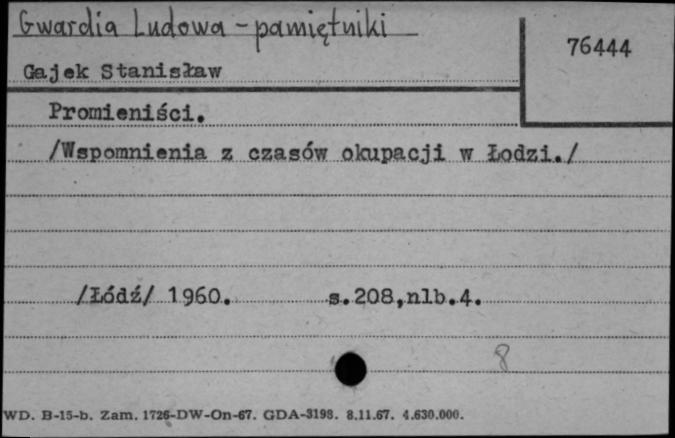 Gwardia Ludowa - pamiętniki
76444
Gajek Stanisław
Promieniści.
/Wspomnienia z czasów okupacji w Łodzi./
/Łódź/ 1960. s.208,nlb.4.
8
WD. B-15-b. Zam. 1726-DW-On-67. GDA-3198. 8.11.67. 4.630.000.